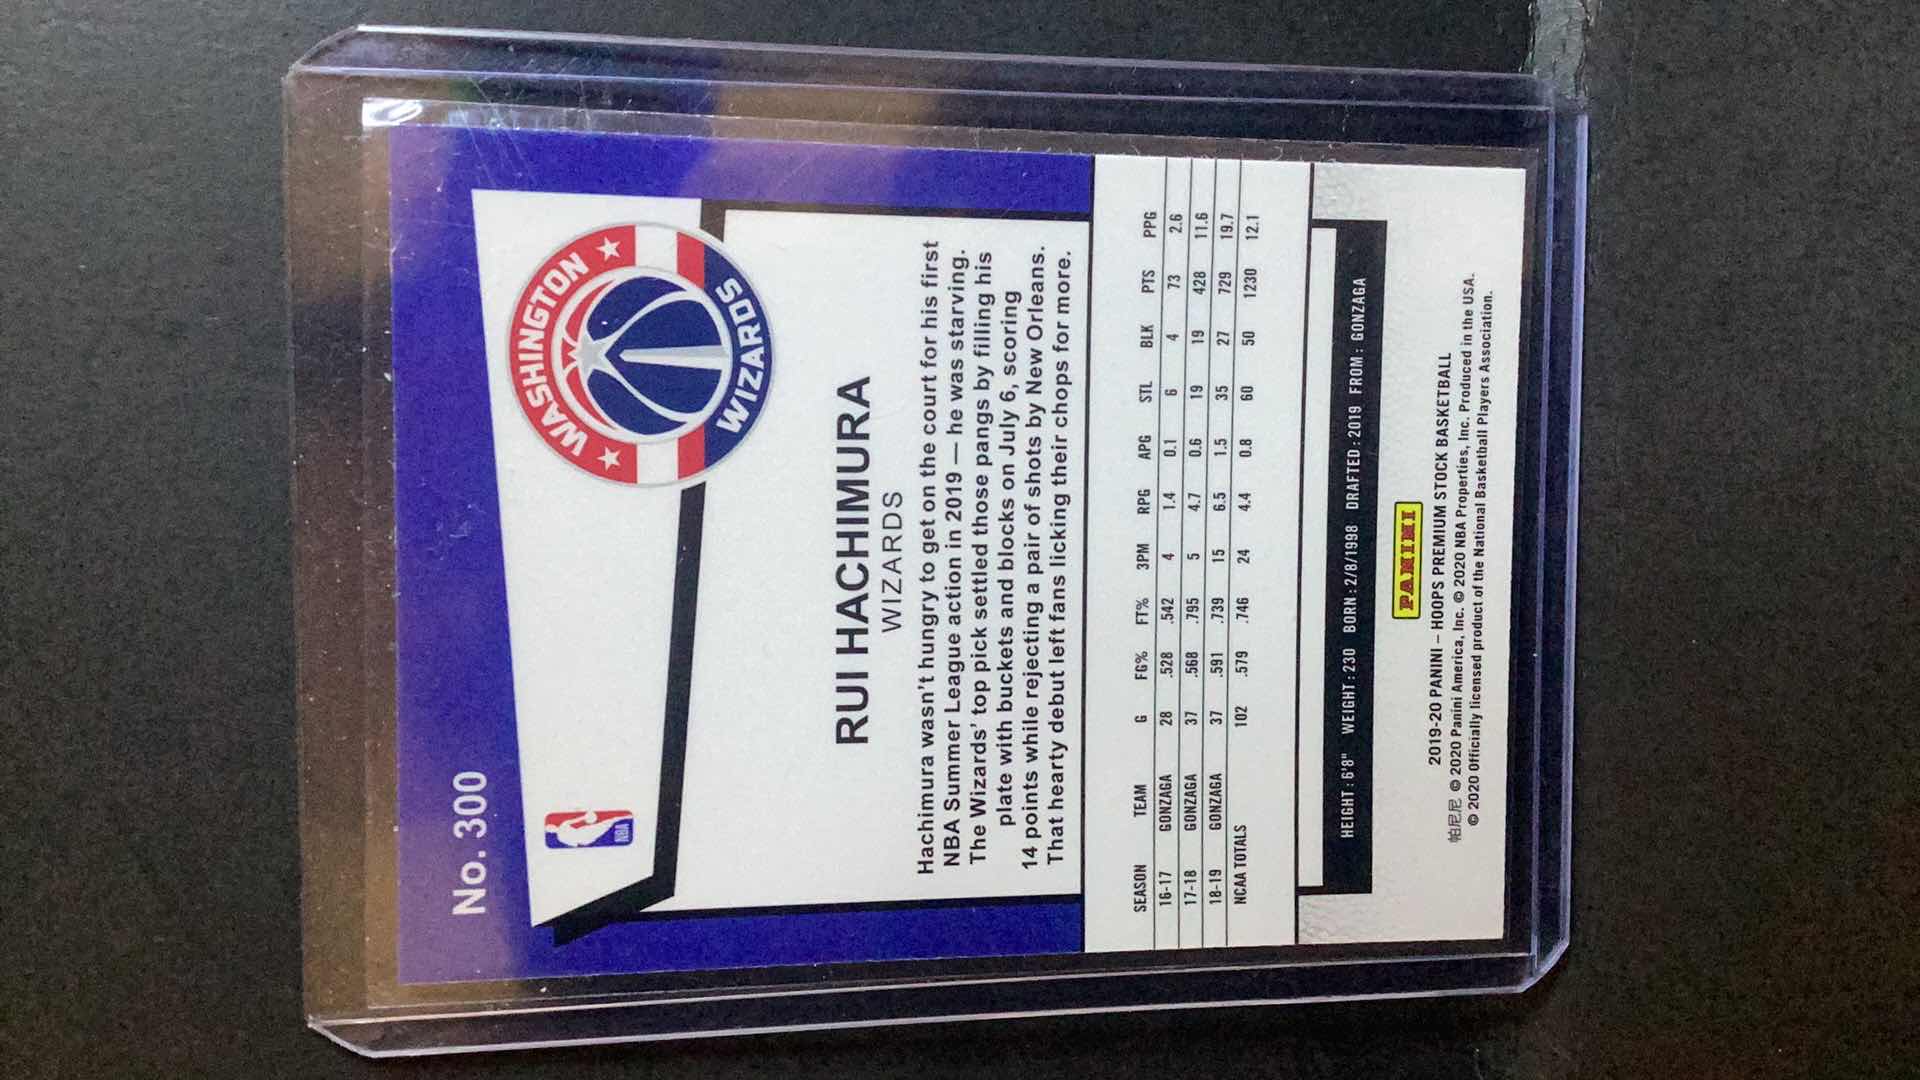 No. 300
NBA
WASHINGTON
WIZARDS
RUI HACHIMURA
WIZARDS
Hachimura wasn't hungry to get on the court for his first
NBA Summer League action in 2019 — he was starving.
The Wizards' top pick settled those pangs by filling his
plate with buckets and blocks on July 6, scoring
14 points while rejecting a pair of shots by New Orleans.
That hearty debut left fans licking their chops for more.
SEASON TEAM G FG% FT% 3PM RPG APG STL BLK PTS PPG
16-17 GONZAGA 28 .528 .542 4 1.4 0.1 6 4 73 2.6
17-18 GONZAGA 37 .568 .795 5 4.7 0.6 19 19 428 11.6
18-19 GONZAGA 37 .591 .739 15 6.5 1.5 35 27 729 19.7
NCAA TOTALS 102 .579 .746 24 4.4 0.8 60 50 1230 12.1
HEIGHT: 6'8" WEIGHT: 230 BORN: 2/8/1998 DRAFTED: 2019 FROM: GONZAGA
PANINI
2019-20 PANINI – HOOPS PREMIUM STOCK BASKETBALL
帕尼尼 © 2020 Panini America, Inc. © 2020 NBA Properties, Inc. Produced in the USA.
© 2020 Officially licensed product of the National Basketball Players Association.